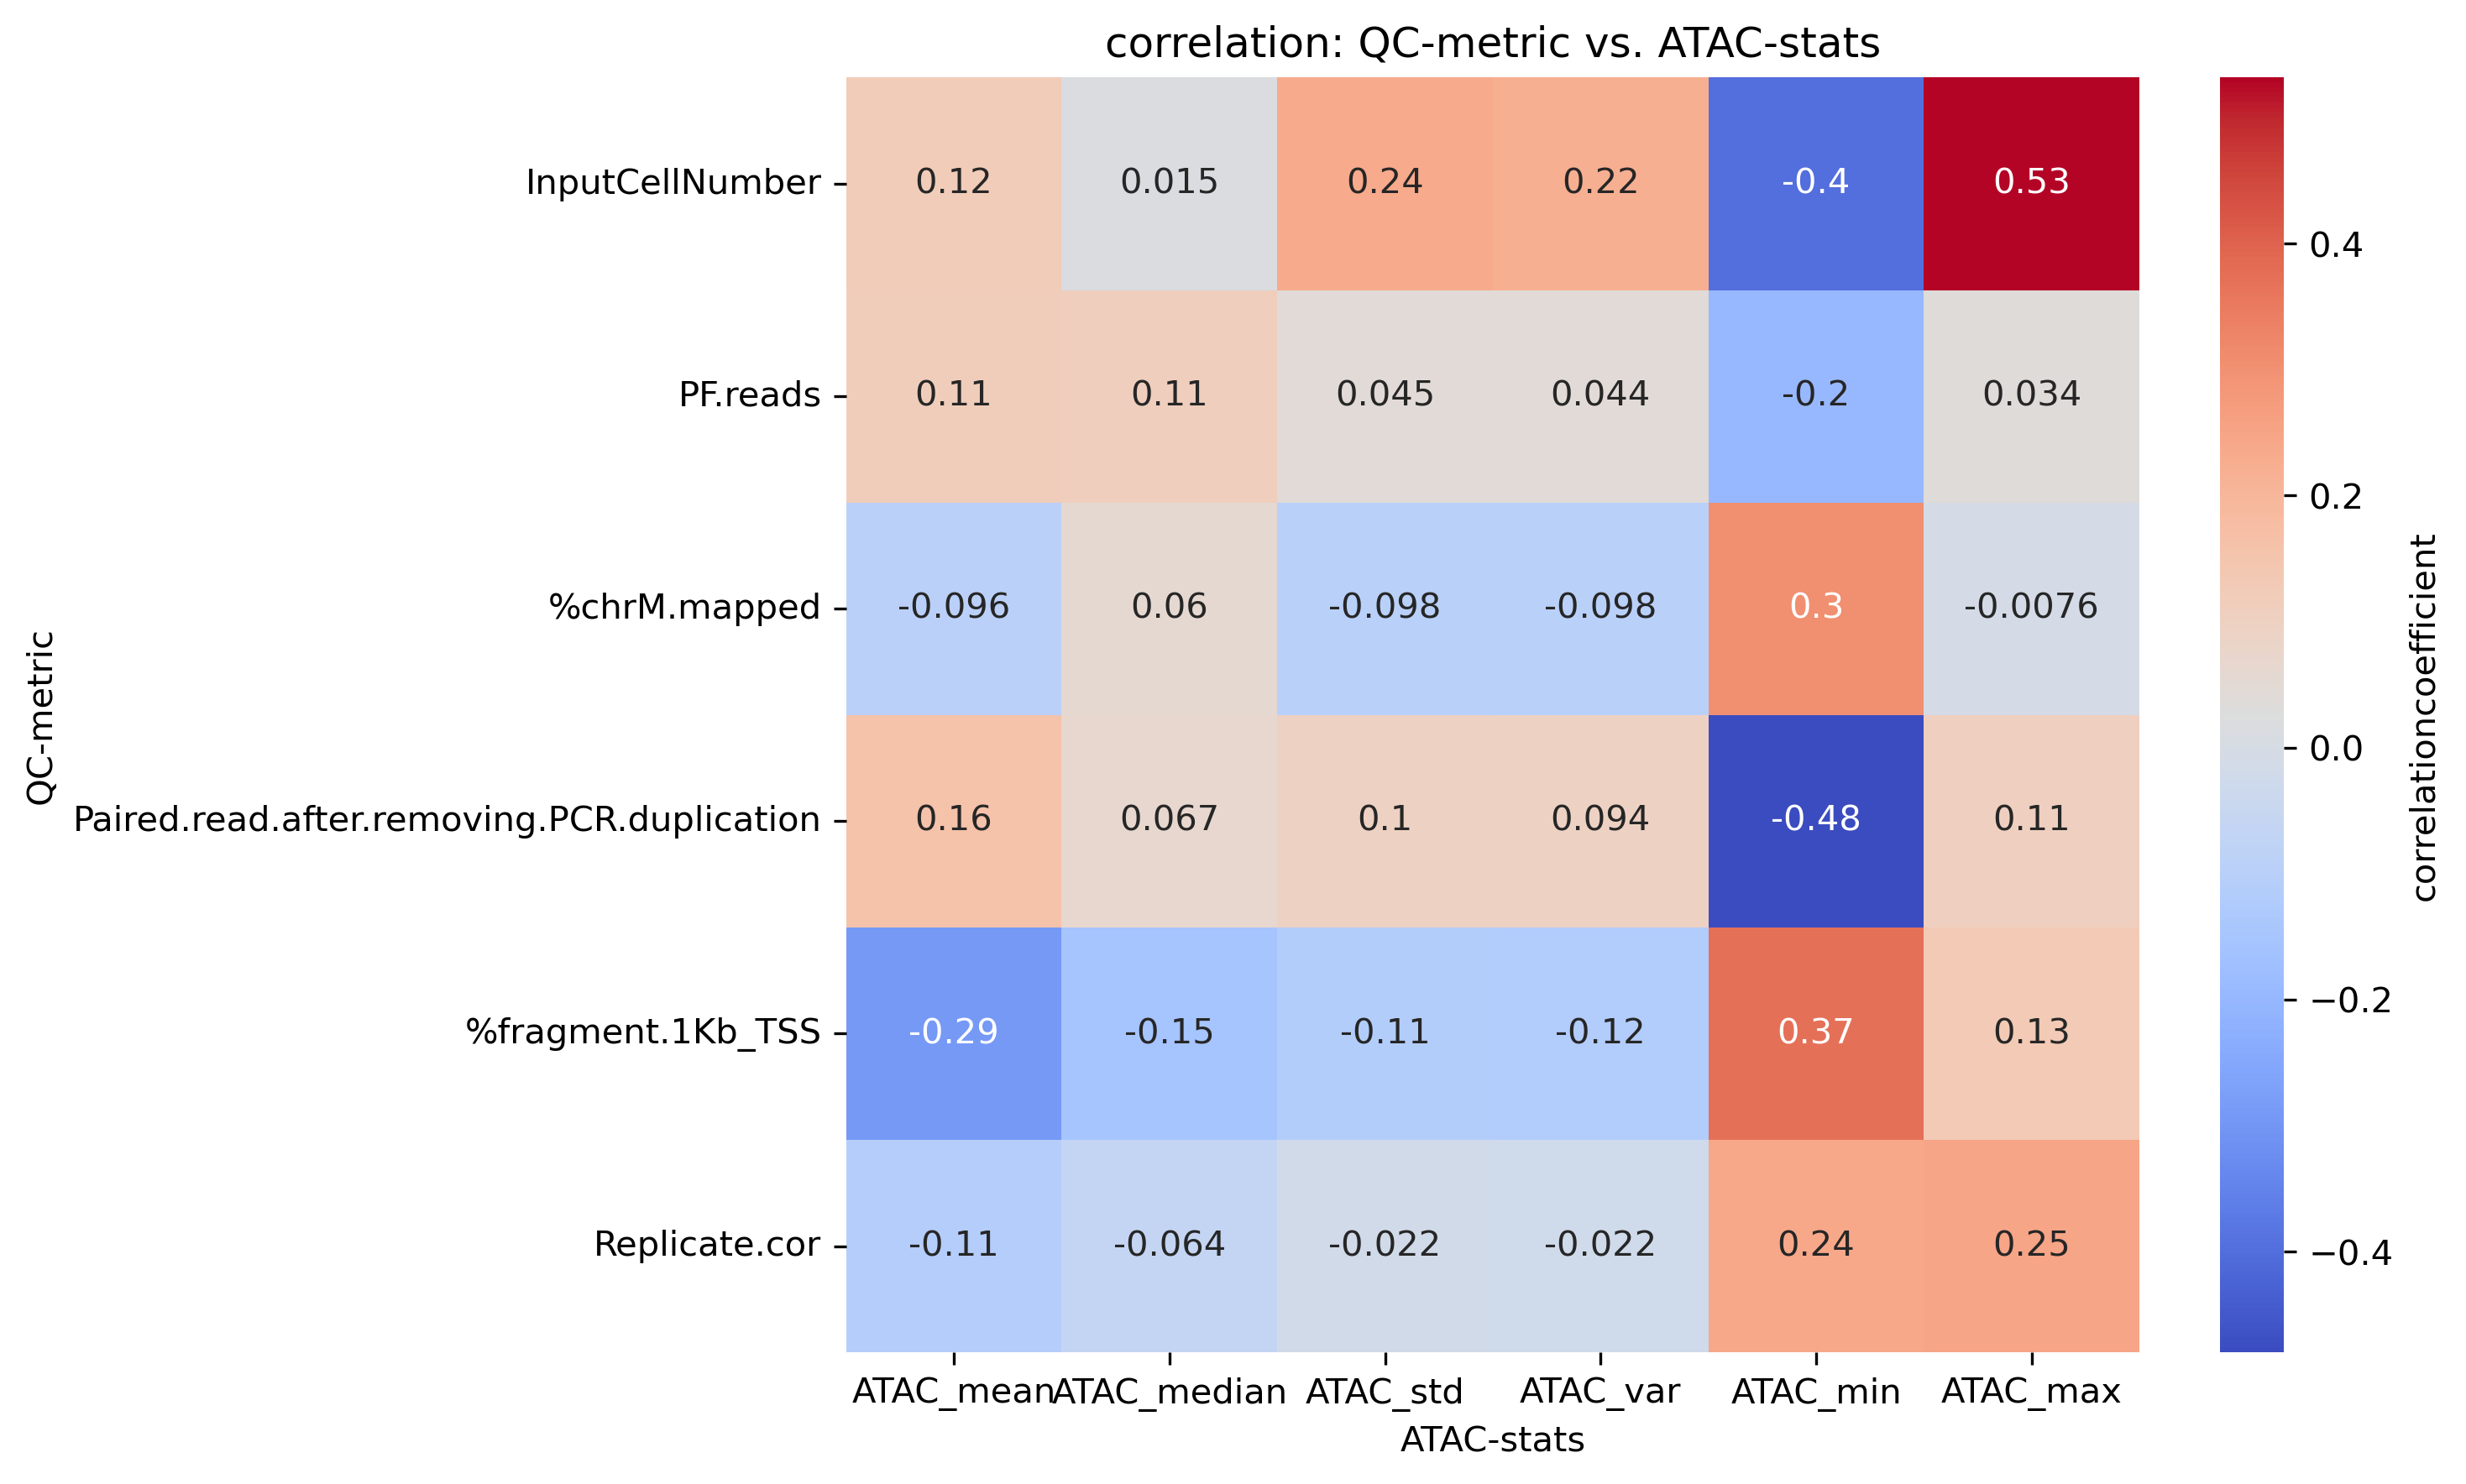 correlation: QC-metric vs. ATAC-stats
QC-metric
InputCellNumber 0.12 0.015 0.24 0.22 -0.4 0.53
PF.reads 0.11 0.11 0.045 0.044 -0.2 0.034
%chrM.mapped -0.096 0.06 -0.098 -0.098 0.3 -0.0076
Paired.read.after.removing.PCR.duplication 0.16 0.067 0.1 0.094 -0.48 0.11
%fragment.1Kb_TSS -0.29 -0.15 -0.11 -0.12 0.37 0.13
Replicate.cor -0.11 -0.064 -0.022 -0.022 0.24 0.25
ATAC_mean ATAC_median ATAC_std ATAC_var ATAC_min ATAC_max
ATAC-stats
0.4
0.2
0.0
−0.2
−0.4
correlationcoefficient